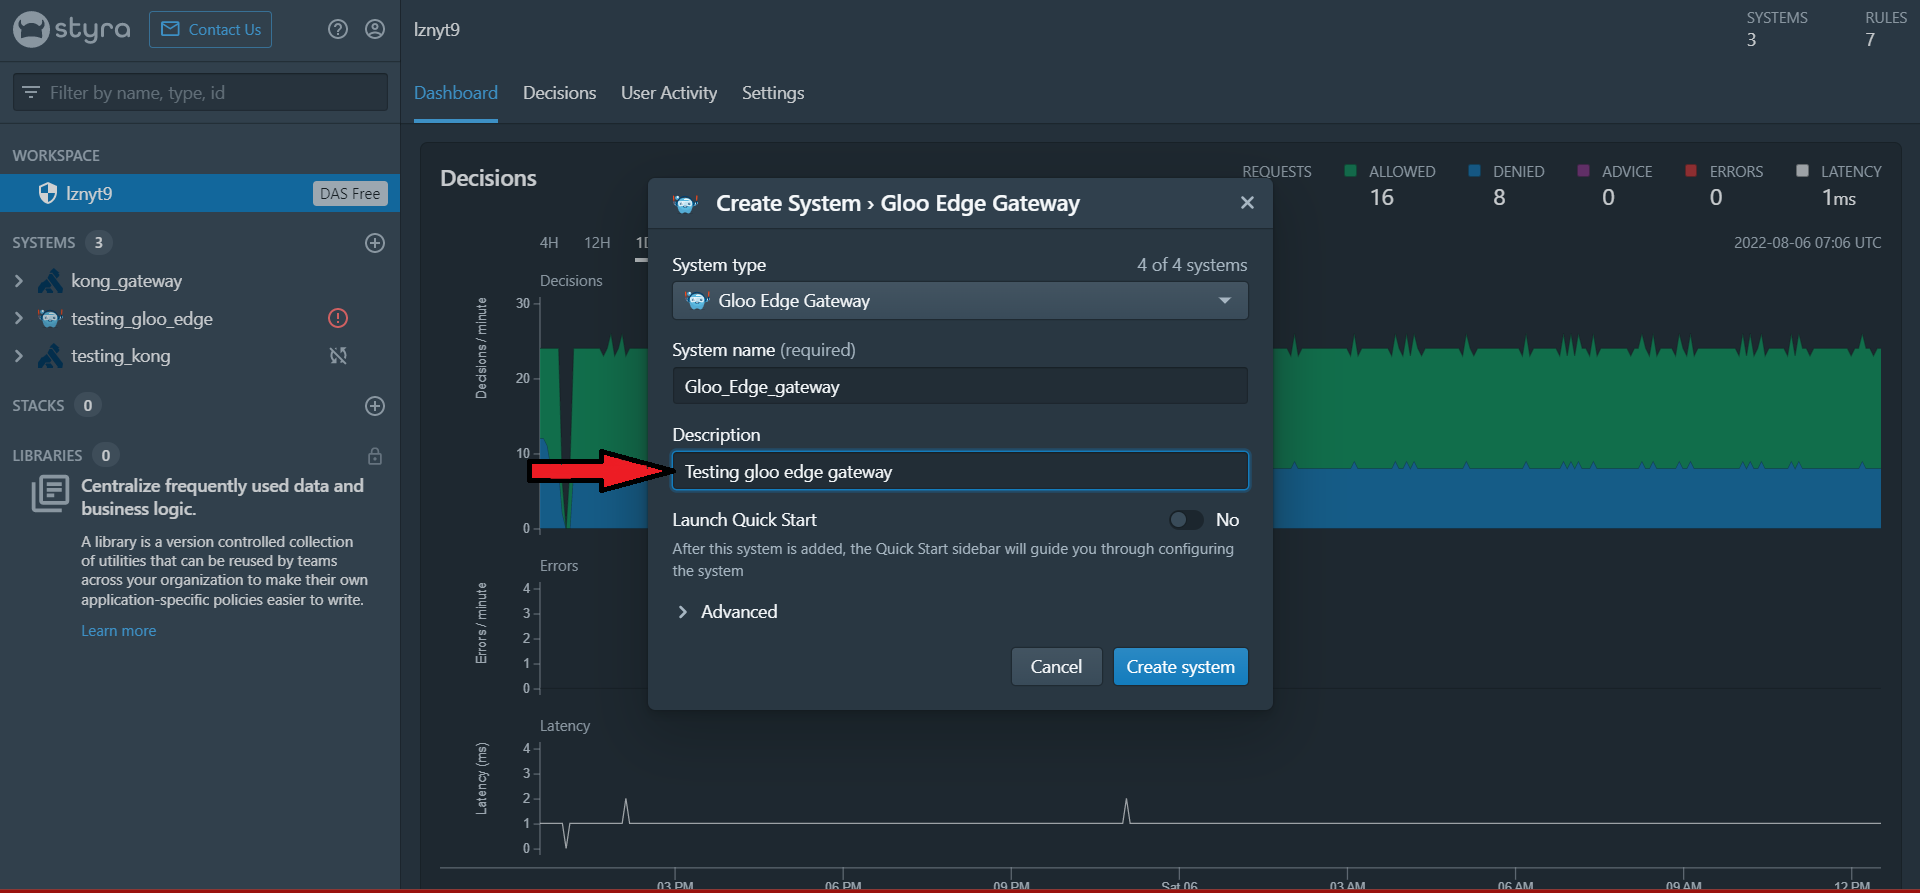 styra
Contact Us
Filter by name, type, id
WORKSPACE
lznyt9
DAS Free
SYSTEMS 3
kong_gateway
testing_gloo_edge
testing_kong
STACKS 0
LIBRARIES 0
Centralize frequently used data and
business logic.
A library is a version controlled collection
of utilities that can be reused by teams
across your organization to make their own
application-specific policies easier to write.
Learn more
lznyt9
SYSTEMS
3
RULES
7
Dashboard
Decisions
User Activity
Settings
Decisions
REQUESTS
ALLOWED
16
DENIED
8
ADVICE
0
ERRORS
0
LATENCY
1ms
4H
12H
2022-08-06 07:06 UTC
Decisions
Decisions / minute
30
20
10
0
Errors
Errors / minute
4
3
2
1
0
Latency
Latency (ms)
4
3
2
1
0
03 PM
06 PM
09 PM
Sat 06
03 AM
06 AM
09 AM
12 PM
Create System › Gloo Edge Gateway
System type
4 of 4 systems
Gloo Edge Gateway
System name (required)
Gloo_Edge_gateway
Description
Testing gloo edge gateway
Launch Quick Start
No
After this system is added, the Quick Start sidebar will guide you through configuring
the system
Advanced
Cancel
Create system